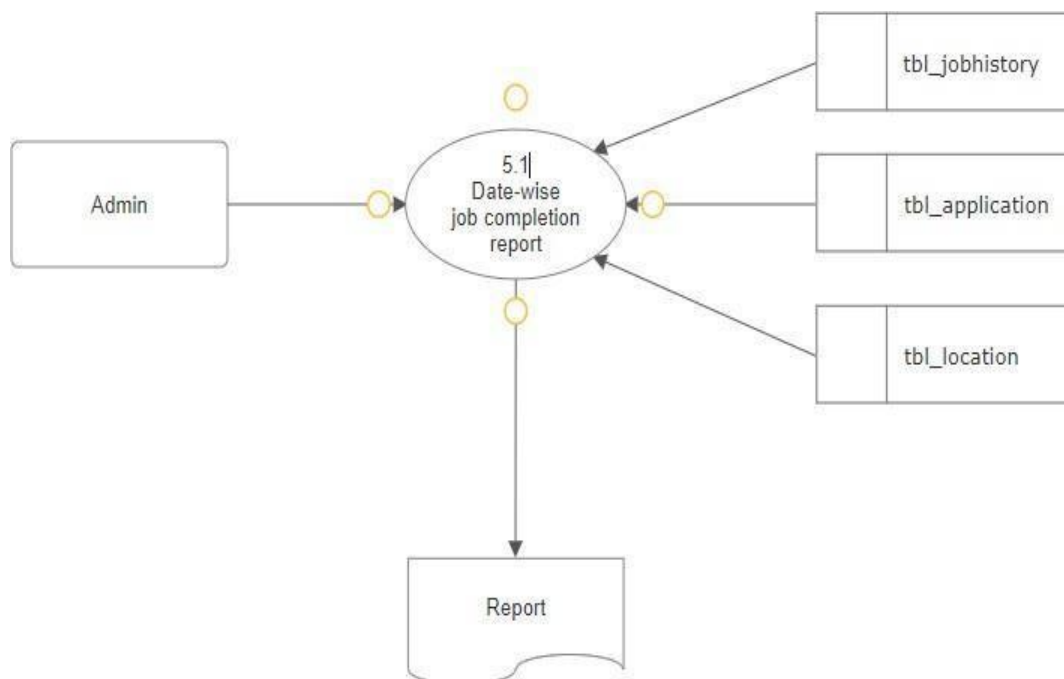 tbl_jobhistory
Admin
5.1
Date-wise
job completion
report
tbl_application
tbl_location
Report